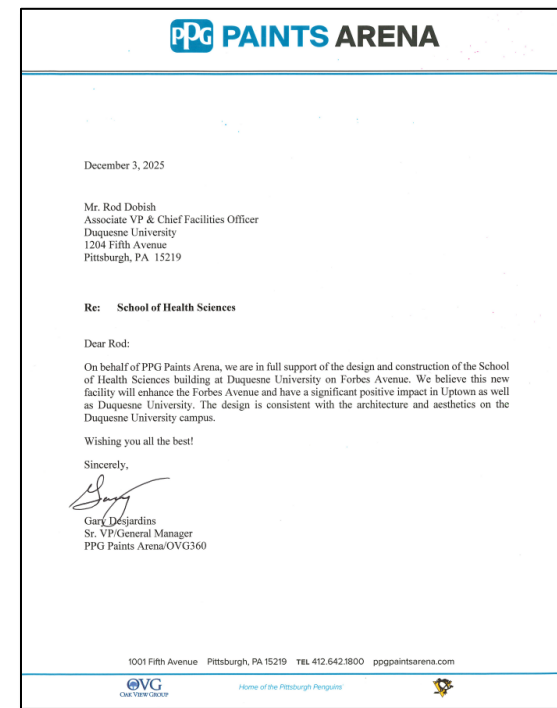 PPG PAINTS ARENA
December 3, 2025
Mr. Rod Dobish
Associate VP & Chief Facilities Officer
Duquesne University
1204 Fifth Avenue
Pittsburgh, PA 15219
Re: School of Health Sciences
Dear Rod:
On behalf of PPG Paints Arena, we are in full support of the design and construction of the School
of Health Sciences building at Duquesne University on Forbes Avenue. We believe this new
facility will enhance the Forbes Avenue and have a significant positive impact in Uptown as well
as Duquesne University. The design is consistent with the architecture and aesthetics on the
Duquesne University campus.
Wishing you all the best!
Sincerely,
Gary
Gary Desjardins
Sr. VP/General Manager
PPG Paints Arena/OVG360
1001 Fifth Avenue Pittsburgh, PA 15219 TEL 412.642.1800 ppgpaintsarena.com
OVG
OAK VIEW GROUP
Home of the Pittsburgh Penguins